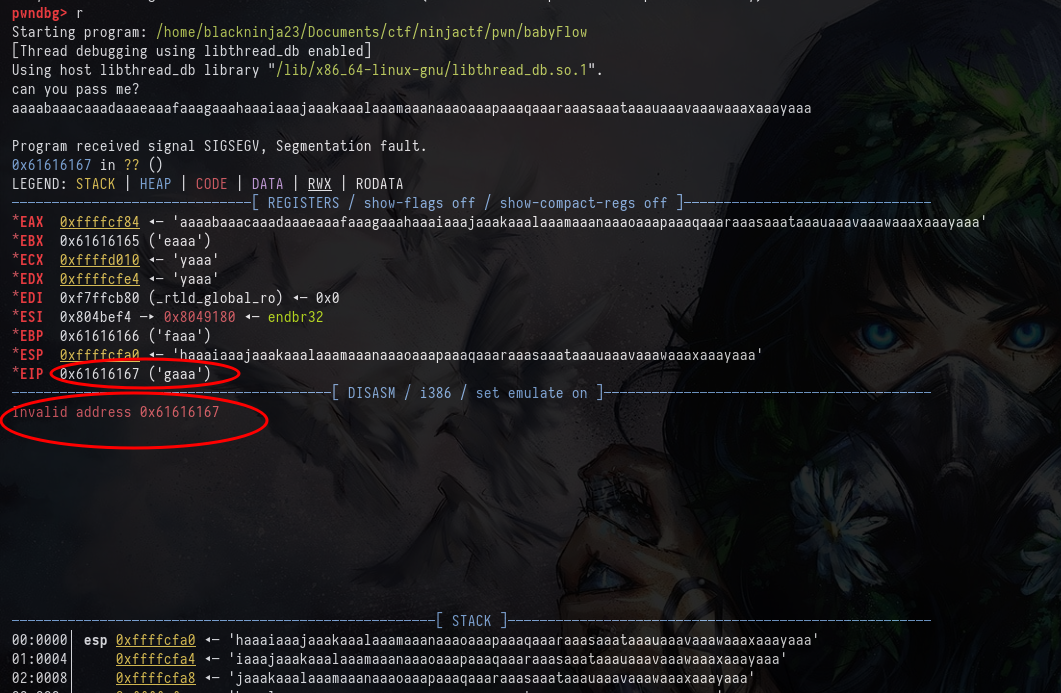 pwndbg> r
Starting program: /home/blackninja23/Documents/ctf/ninjactf/pwn/babyFlow
[Thread debugging using libthread_db enabled]
Using host libthread_db library "/lib/x86_64-linux-gnu/libthread_db.so.1".
can you pass me?
aaaabaaacaaadaaaeaaafaaagaaahaaaiaaajaaakaaalaaamaaanaaaoaaapaaaqaaaraaasaaataaauaaavaaawaaaxaaayaaa
Program received signal SIGSEGV, Segmentation fault.
0x61616167 in ?? ()
LEGEND: STACK | HEAP | CODE | DATA | RWX | RODATA
[ REGISTERS / show-flags off / show-compact-regs off ]
*EAX  0xffffcf84 ◂— 'aaaabaaacaaadaaaeaaafaaagaaahaaaiaaajaaakaaalaaamaaanaaaoaaapaaaqaaaraaasaaataaauaaavaaawaaaxaaayaaa'
*EBX  0x61616165 ('eaaa')
*ECX  0xffffd010 ◂— 'yaaa'
*EDX  0xffffcfe4 ◂— 'yaaa'
*EDI  0xf7ffcb80 (_rtld_global_ro) ◂— 0x0
*ESI  0x804bef4 —▸ 0x8049180 ◂— endbr32
*EBP  0x61616166 ('faaa')
*ESP  0xffffcfa0 ◂— 'haaaiaaajaaakaaalaaamaaanaaaoaaapaaaqaaaraaasaaataaauaaavaaawaaaxaaayaaa'
*EIP  0x61616167 ('gaaa')
[ DISASM / i386 / set emulate on ]
Invalid address 0x61616167
[ STACK ]
00:0000│ esp 0xffffcfa0 ◂— 'haaaiaaajaaakaaalaaamaaanaaaoaaapaaaqaaaraaasaaataaauaaavaaawaaaxaaayaaa'
01:0004│     0xffffcfa4 ◂— 'iaaajaaakaaalaaamaaanaaaoaaapaaaqaaaraaasaaataaauaaavaaawaaaxaaayaaa'
02:0008│     0xffffcfa8 ◂— 'jaaakaaalaaamaaanaaaoaaapaaaqaaaraaasaaataaauaaavaaawaaaxaaayaaa'